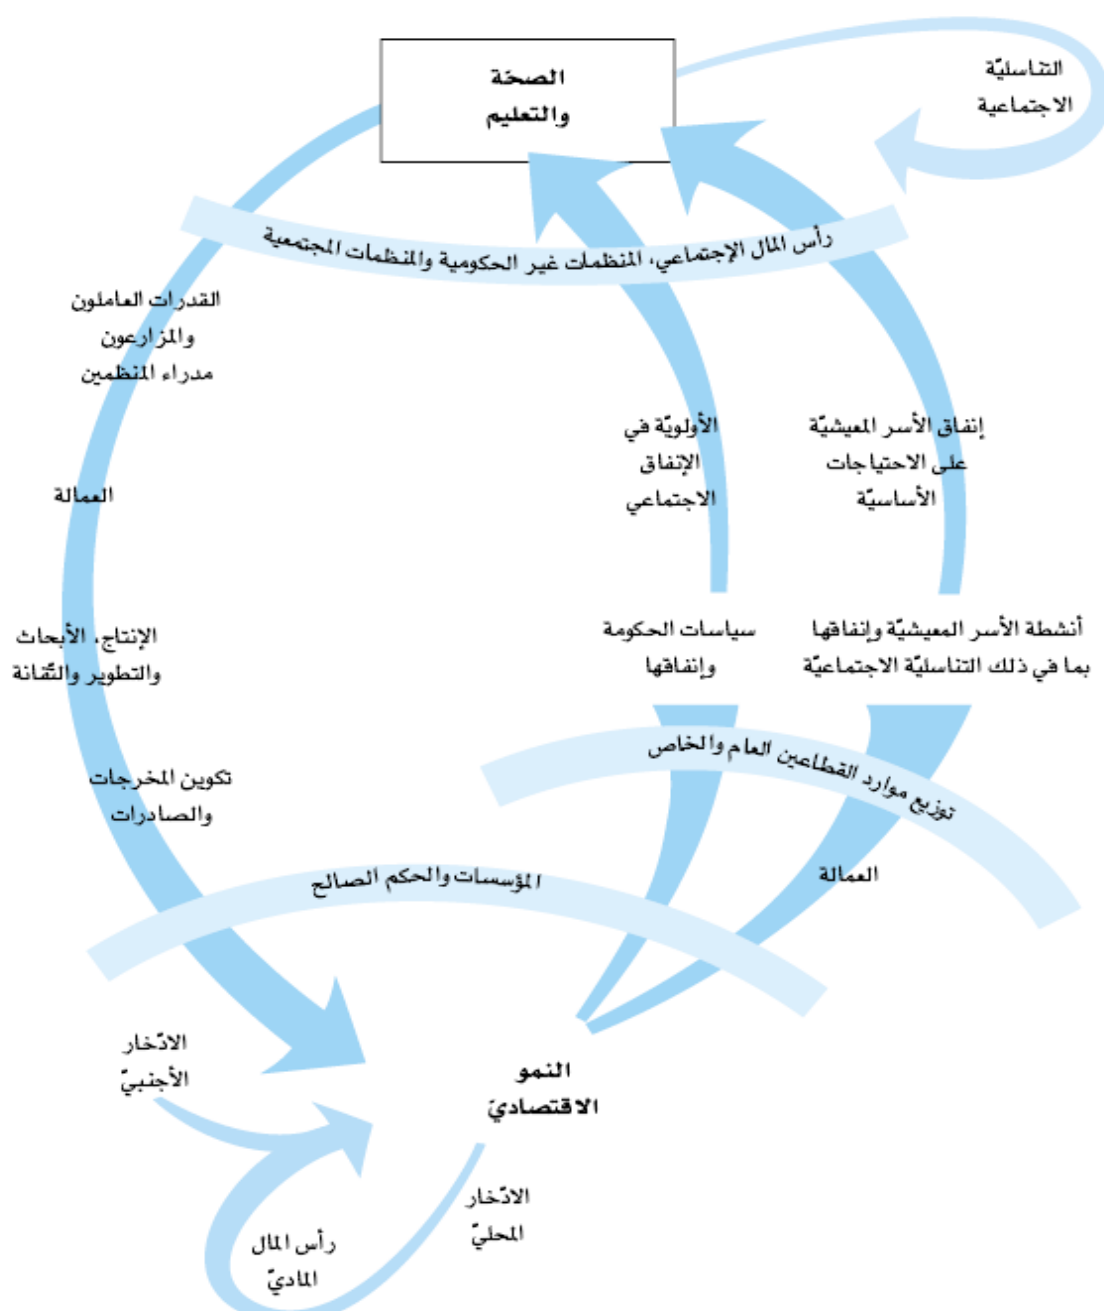 الصحّة
والتعليم
التناسليّة
الاجتماعية
رأس المال الإجتماعي، المنظمات غير الحكومية والمنظمات المجتمعية
القدرات العاملون
والمزارعون
مدراء المنظمين
إنفاق الأسر المعيشيّة
على الاحتياجات
الأساسيّة
الأولويّة في
الإنفاق
الاجتماعي
العمالة
أنشطة الأسر المعيشيّة وإنفاقها
بما في ذلك التناسليّة الاجتماعيّة
سياسات الحكومة
وإنفاقها
الإنتاج، الأبحاث
والتطوير والتّقانة
توزيع موارد القطاعين العام والخاص
تكوين المخرجات
والصادرات
العمالة
المؤسسات والحكم الصالح
الادّخار
الأجنبيّ
النمو
الاقتصاديّ
الادّخار
المحليّ
رأس المال
الماديّ